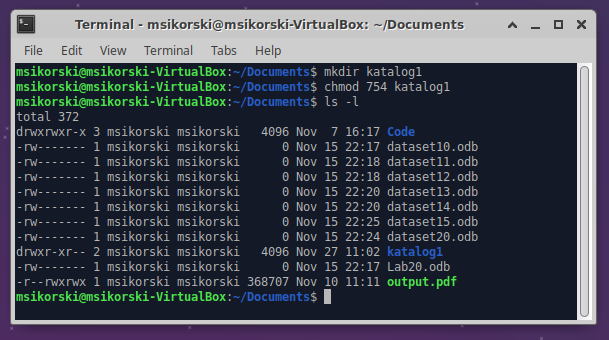 Terminal - msikorski@msikorski-VirtualBox: ~/Documents
File Edit View Terminal Tabs Help
msikorski@msikorski-VirtualBox:~/Documents$ mkdir katalog1
msikorski@msikorski-VirtualBox:~/Documents$ chmod 754 katalog1
msikorski@msikorski-VirtualBox:~/Documents$ ls -l
total 372
drwxrwxr-x 3 msikorski msikorski   4096 Nov  7 16:17 Code
-rw------- 1 msikorski msikorski      0 Nov 15 22:17 dataset10.odb
-rw------- 1 msikorski msikorski      0 Nov 15 22:18 dataset11.odb
-rw------- 1 msikorski msikorski      0 Nov 15 22:18 dataset12.odb
-rw------- 1 msikorski msikorski      0 Nov 15 22:20 dataset13.odb
-rw------- 1 msikorski msikorski      0 Nov 15 22:20 dataset14.odb
-rw------- 1 msikorski msikorski      0 Nov 15 22:25 dataset15.odb
-rw------- 1 msikorski msikorski      0 Nov 15 22:24 dataset20.odb
drwxr-xr-- 2 msikorski msikorski   4096 Nov 27 11:02 katalog1
-rw------- 1 msikorski msikorski      0 Nov 15 22:17 Lab20.odb
-r--rwxrwx 1 msikorski msikorski 368707 Nov 10 11:11 output.pdf
msikorski@msikorski-VirtualBox:~/Documents$